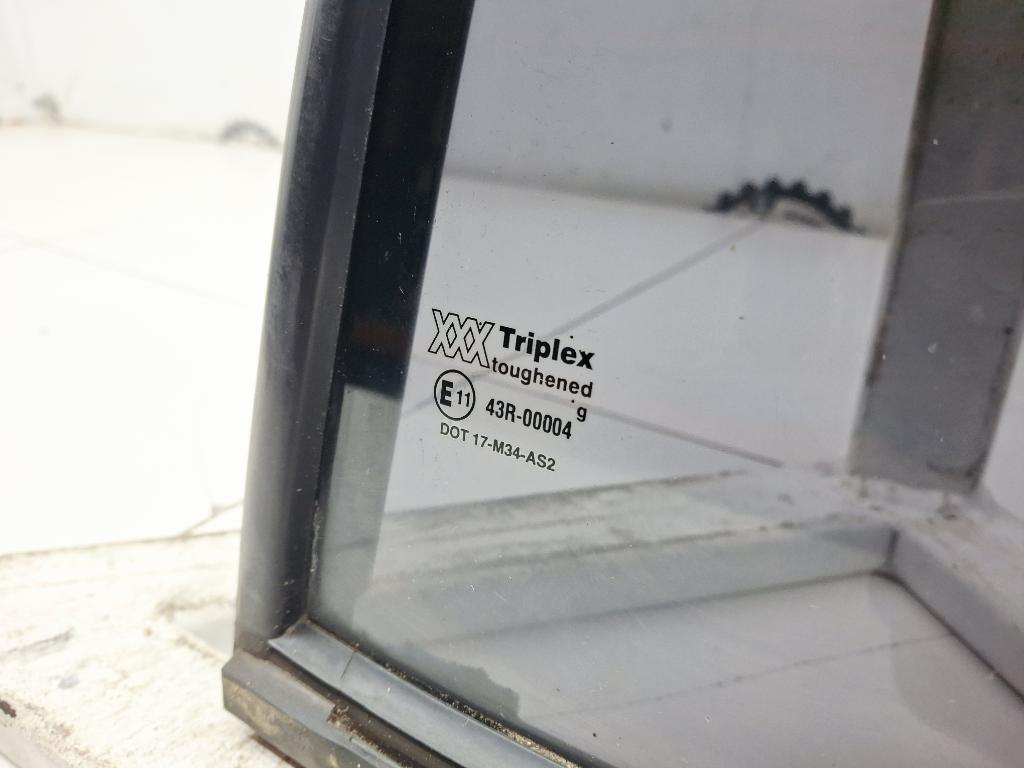 XXX Triplex
toughened
g
E 11 43R-00004
DOT 17-M34-AS2